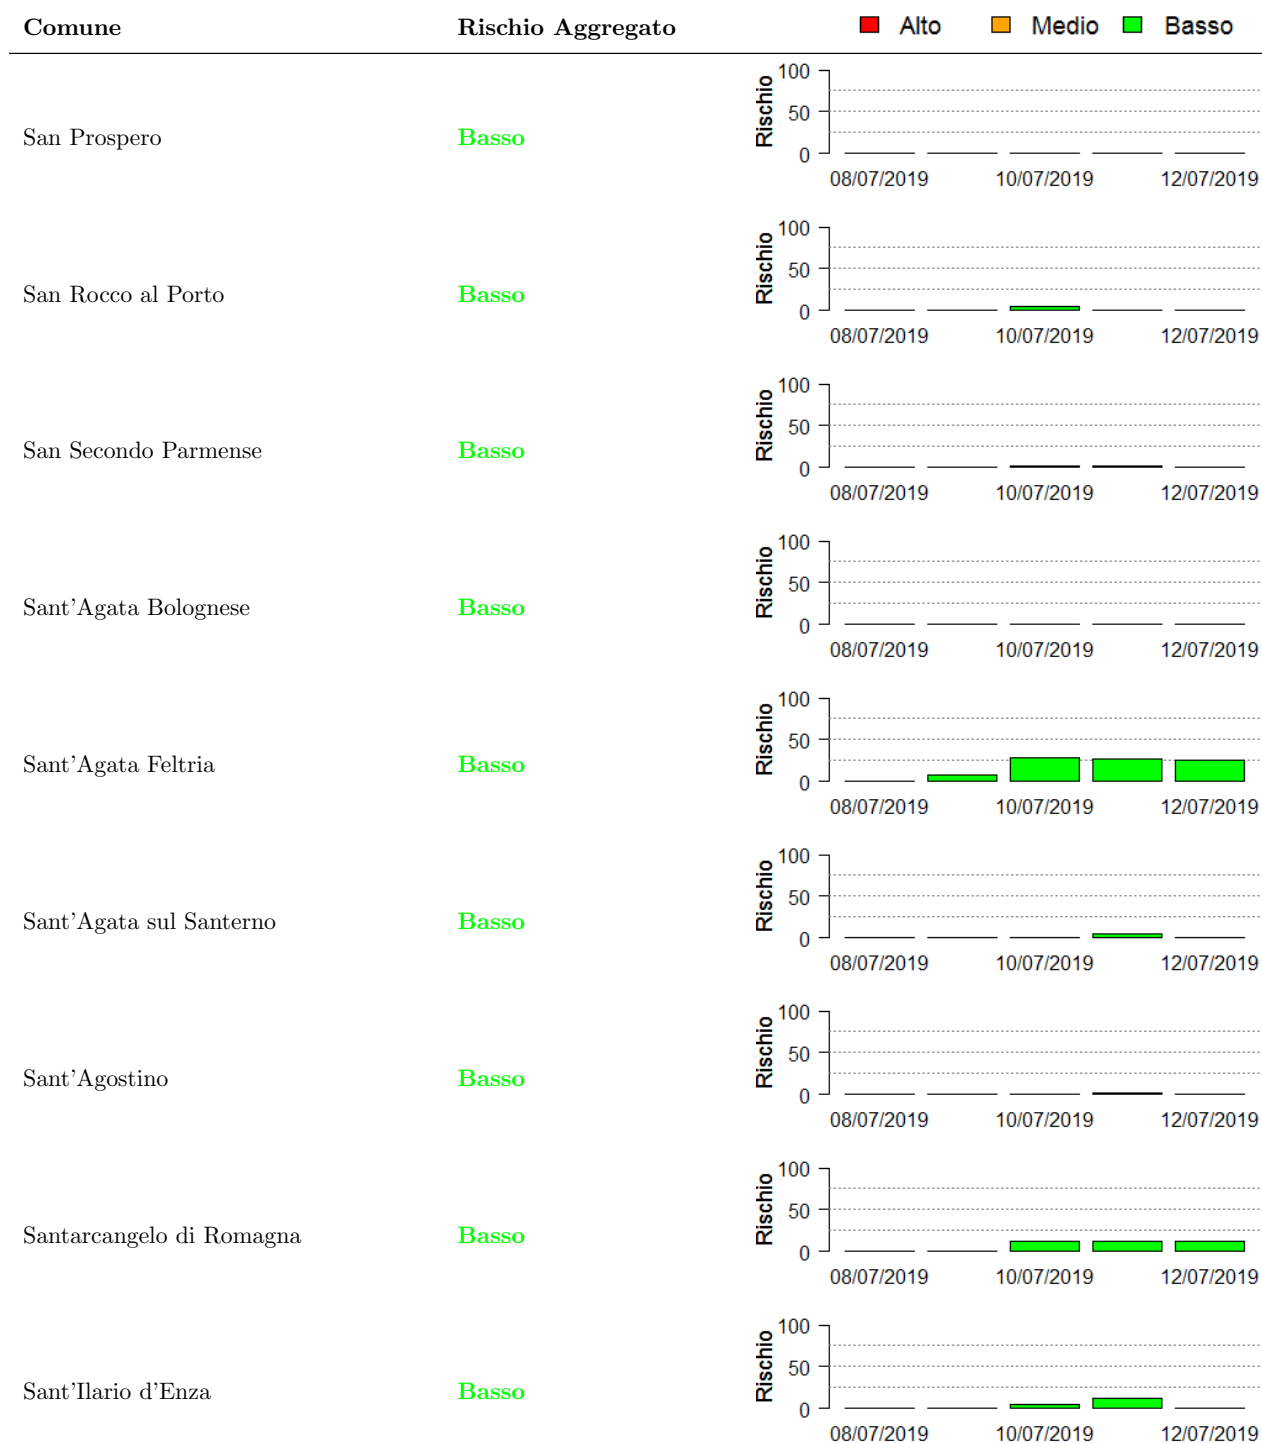 Comune Rischio Aggregato Alto Medio Basso
100
50
0
Rischio
San Prospero Basso
08/07/2019 10/07/2019 12/07/2019
100
50
0
Rischio
San Rocco al Porto Basso
08/07/2019 10/07/2019 12/07/2019
100
50
0
Rischio
San Secondo Parmense Basso
08/07/2019 10/07/2019 12/07/2019
100
50
0
Rischio
Sant'Agata Bolognese Basso
08/07/2019 10/07/2019 12/07/2019
100
50
0
Rischio
Sant'Agata Feltria Basso
08/07/2019 10/07/2019 12/07/2019
100
50
0
Rischio
Sant'Agata sul Santerno Basso
08/07/2019 10/07/2019 12/07/2019
100
50
0
Rischio
Sant'Agostino Basso
08/07/2019 10/07/2019 12/07/2019
100
50
0
Rischio
Santarcangelo di Romagna Basso
08/07/2019 10/07/2019 12/07/2019
100
50
0
Rischio
Sant'Ilario d'Enza Basso
08/07/2019 10/07/2019 12/07/2019